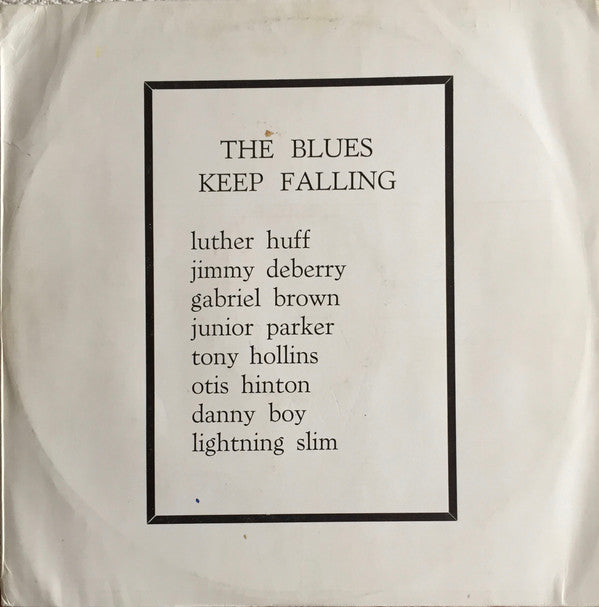 THE BLUES
KEEP FALLING
luther huff
jimmy deberry
gabriel brown
junior parker
tony hollins
otis hinton
danny boy
lightning slim